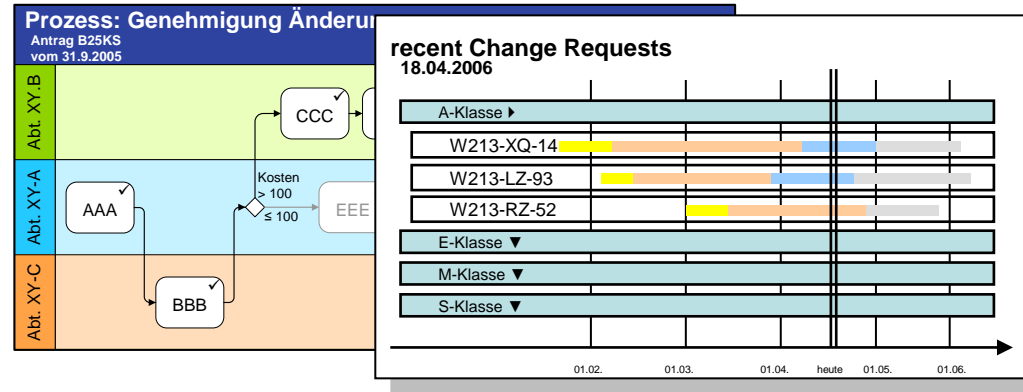 Prozess: Genehmigung Änderu
Antrag B25KS
vom 31.9.2005
Abt. XY.B
CCC
Abt. XY-A
AAA
Kosten
> 100
≤ 100
EEE
Abt. XY-C
BBB
recent Change Requests
18.04.2006
A-Klasse
W213-XQ-14
W213-LZ-93
W213-RZ-52
E-Klasse ▼
M-Klasse ▼
S-Klasse ▼
01.02. 01.03. 01.04. heute 01.05. 01.06.